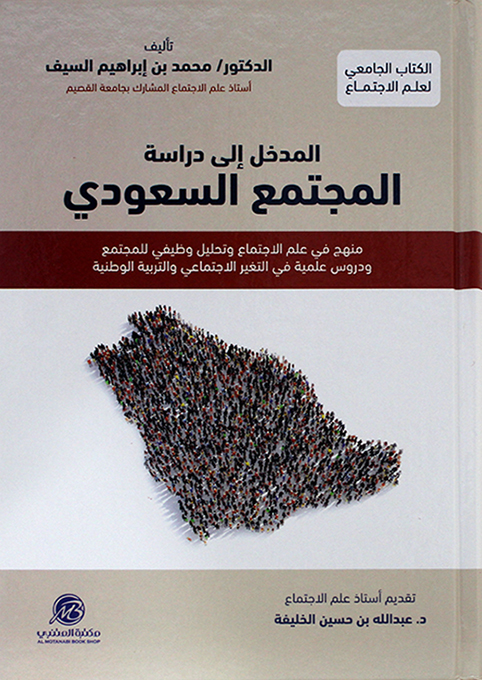 تأليف
الدكتور/ محمد بن إبراهيم السيف
أستاذ علم الاجتماع المشارك بجامعة القصيم
الكتاب الجامعي
لعلم الاجتماع
المدخل إلى دراسة
المجتمع السعودي
منهج في علم الاجتماع وتحليل وظيفي للمجتمع
ودروس علمية في التغير الاجتماعي والتربية الوطنية
تقديم أستاذ علم الاجتماع
د. عبدالله بن حسين الخليفة
MB
مكتبة المتنبي
AL MOTANABI BOOK SHOP